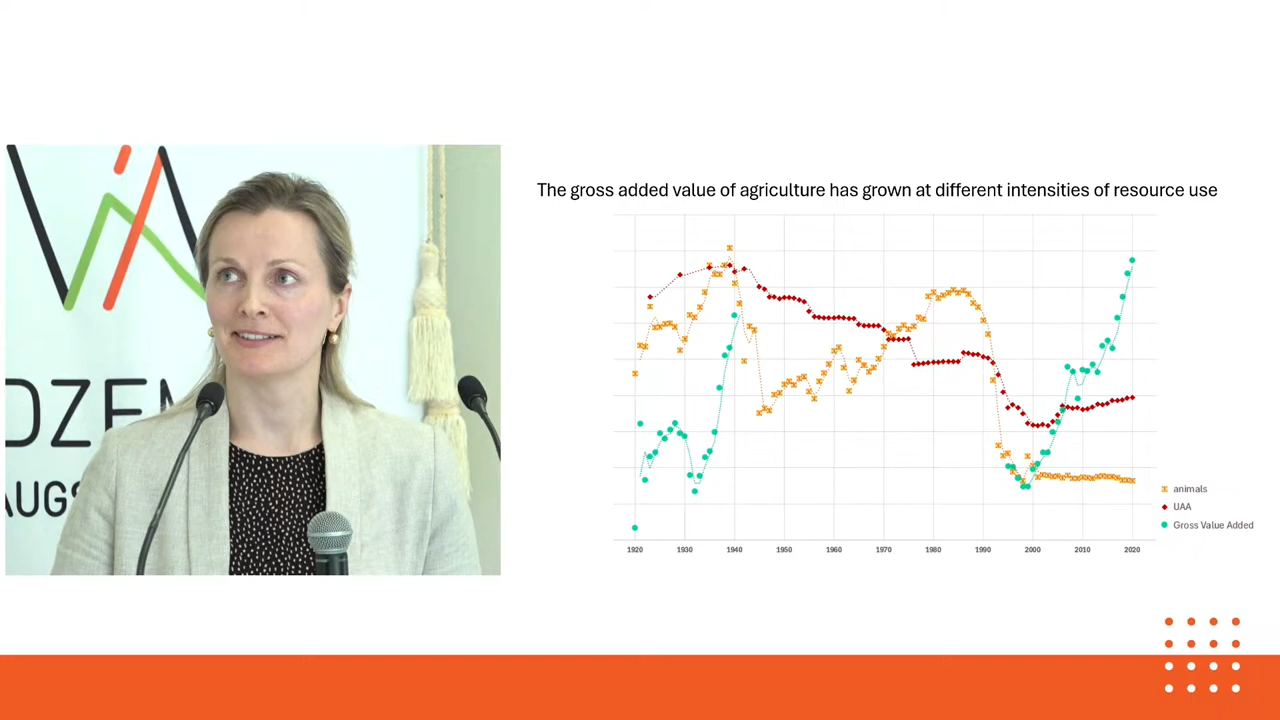 The gross added value of agriculture has grown at different intensities of resource use
DZEM
AUGS
animals
UAA
Gross Value Added
1920 1930 1940 1950 1960 1970 1980 1990 2000 2010 2020